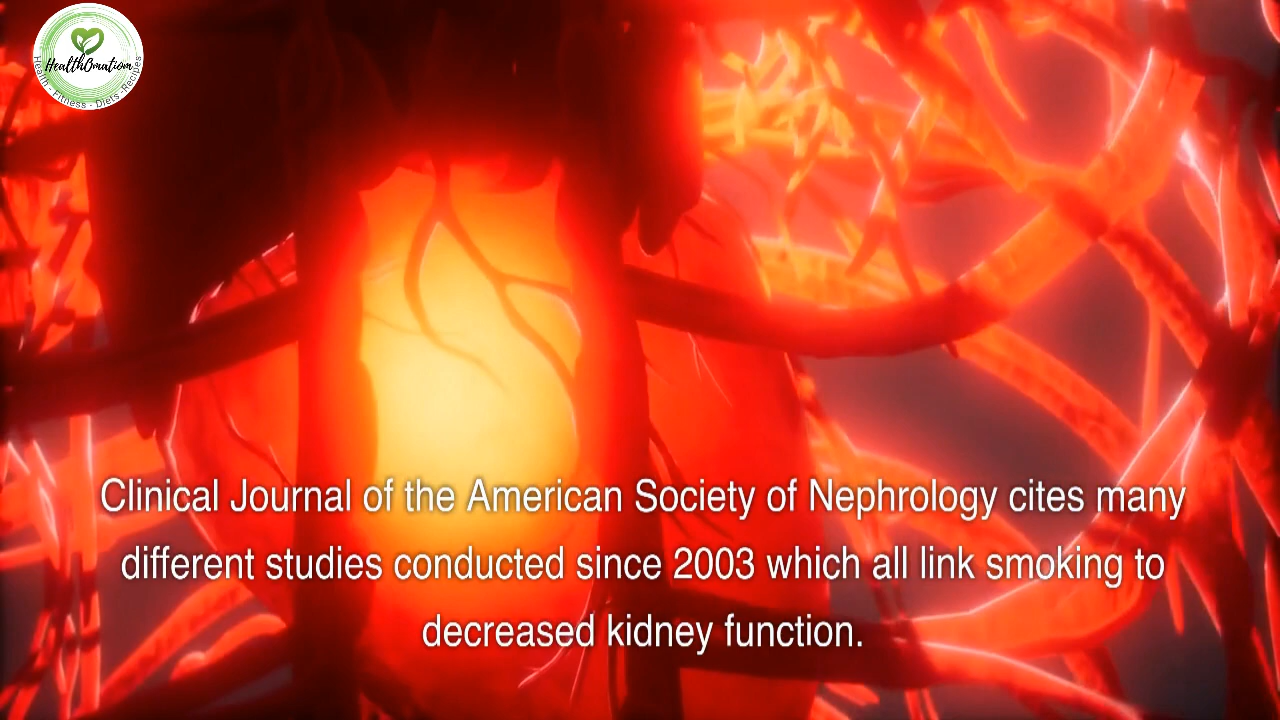 HealthOmation
Health - Fitness - Diets - Recipes
Clinical Journal of the American Society of Nephrology cites many
different studies conducted since 2003 which all link smoking to
decreased kidney function.